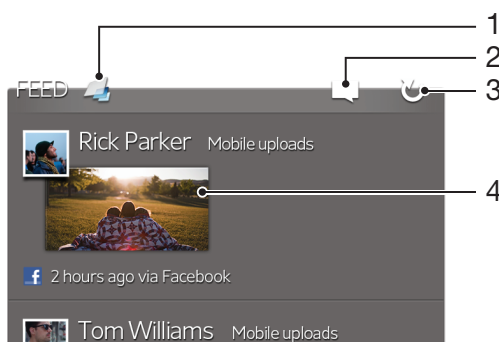 1
2
FEED
3
Rick Parker Mobile uploads
4
f 2 hours ago via Facebook
Tom Williams Mobile uploads